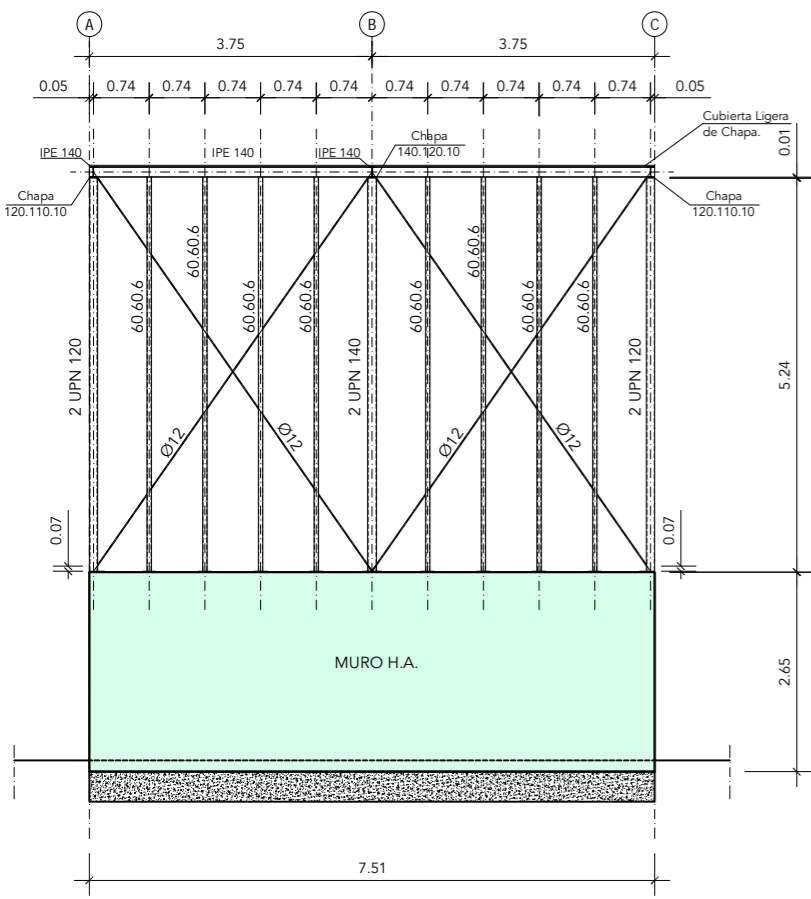 A
B
C
3.75
3.75
0.05
0.74
0.74
0.74
0.74
0.74
0.74
0.74
0.74
0.74
0.74
0.05
Cubierta Ligera
de Chapa.
0.01
IPE 140
IPE 140
IPE 140
Chapa
140.120.10
Chapa
120.110.10
Chapa
120.110.10
60.60.6
60.60.6
60.60.6
60.60.6
60.60.6
60.60.6
60.60.6
60.60.6
2 UPN 120
2 UPN 140
2 UPN 120
5.24
Ø12
Ø12
Ø12
Ø12
0.07
0.07
MURO H.A.
2.65
7.51